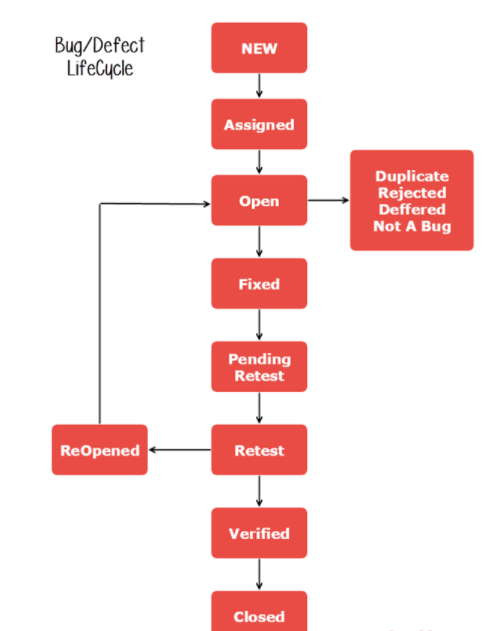 Bug/Defect
LifeCycle
NEW
Assigned
Open
Duplicate
Rejected
Deffered
Not A Bug
Fixed
Pending
Retest
ReOpened
Retest
Verified
Closed